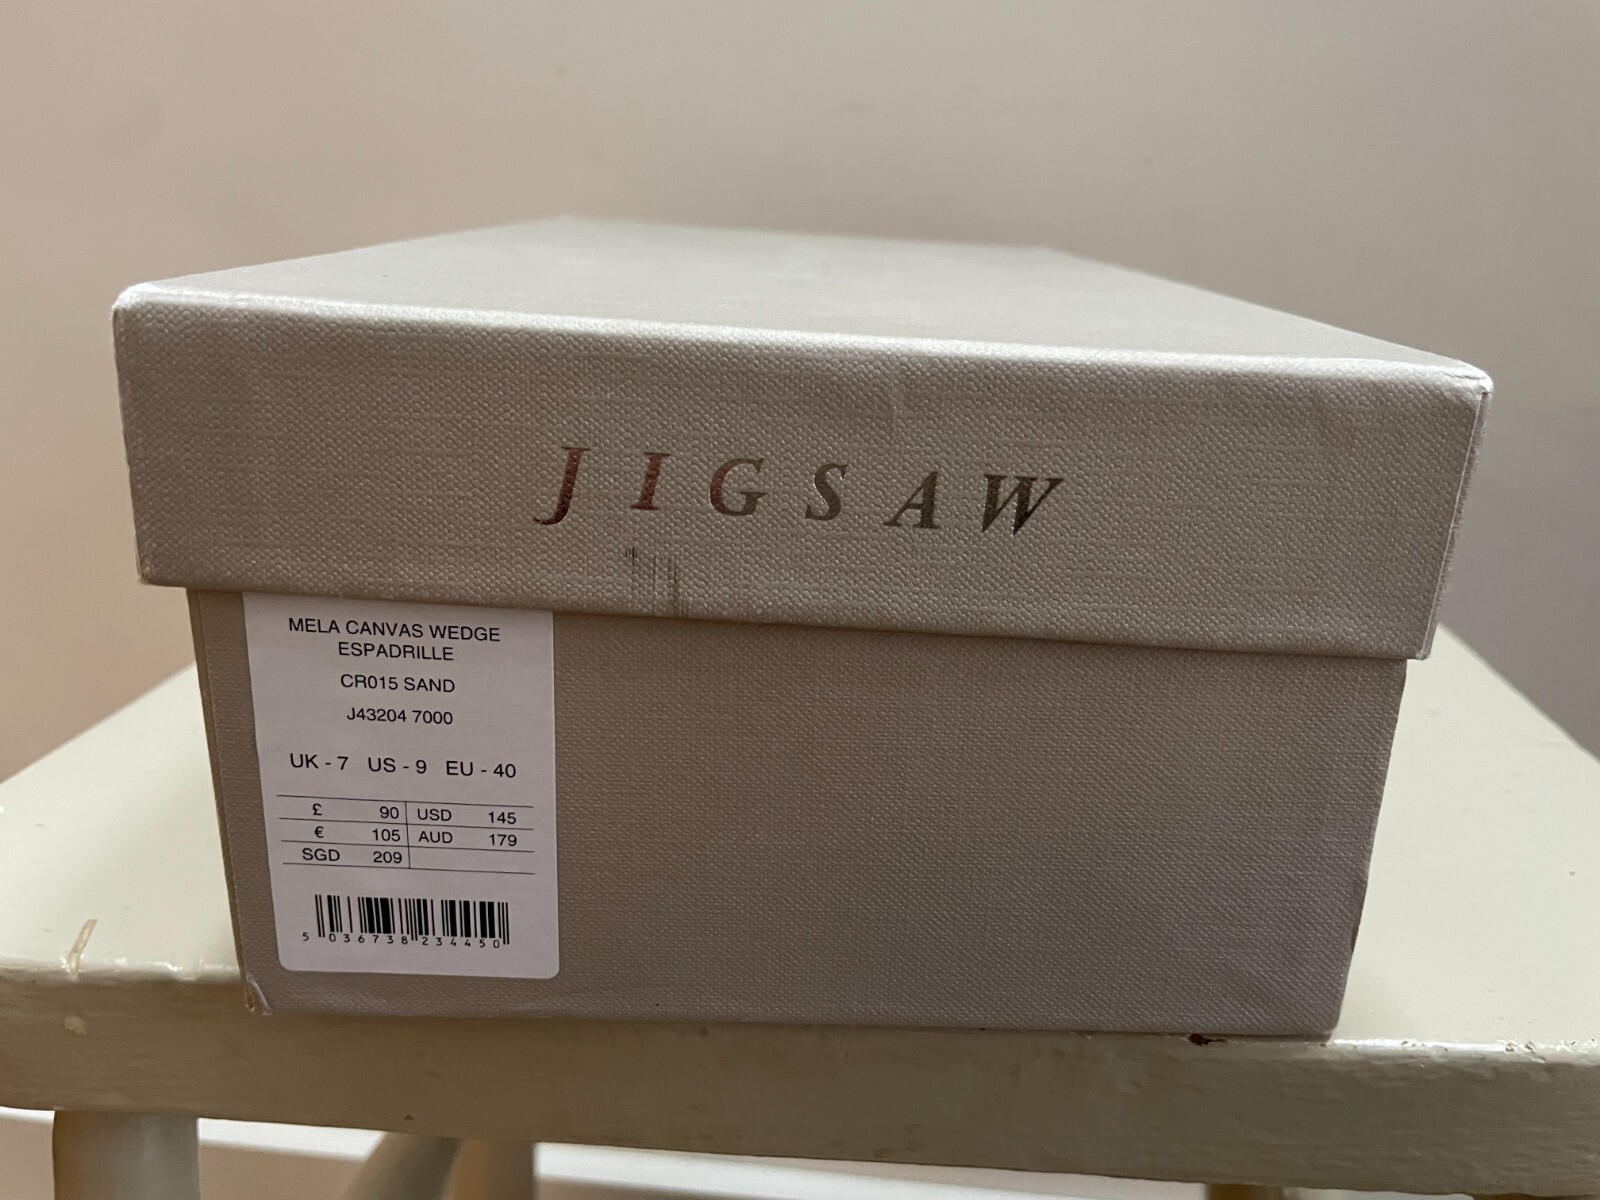 JIGSAW
MELA CANVAS WEDGE
ESPADRILLE
CR015 SAND
J43204 7000
UK - 7 US - 9 EU - 40
£ 90 USD 145
€ 105 AUD 179
SGD 209
5 036738 234450